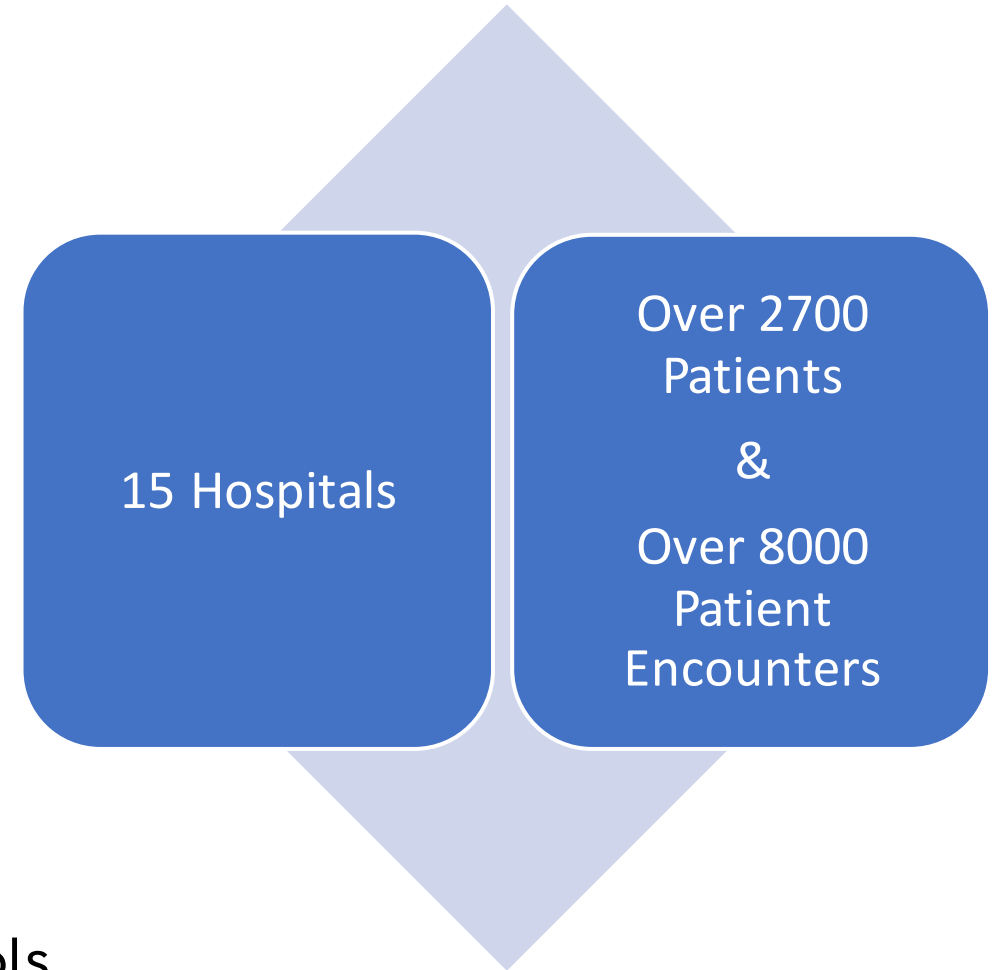 15 Hospitals
Over 2700
Patients
&
Over 8000
Patient
Encounters